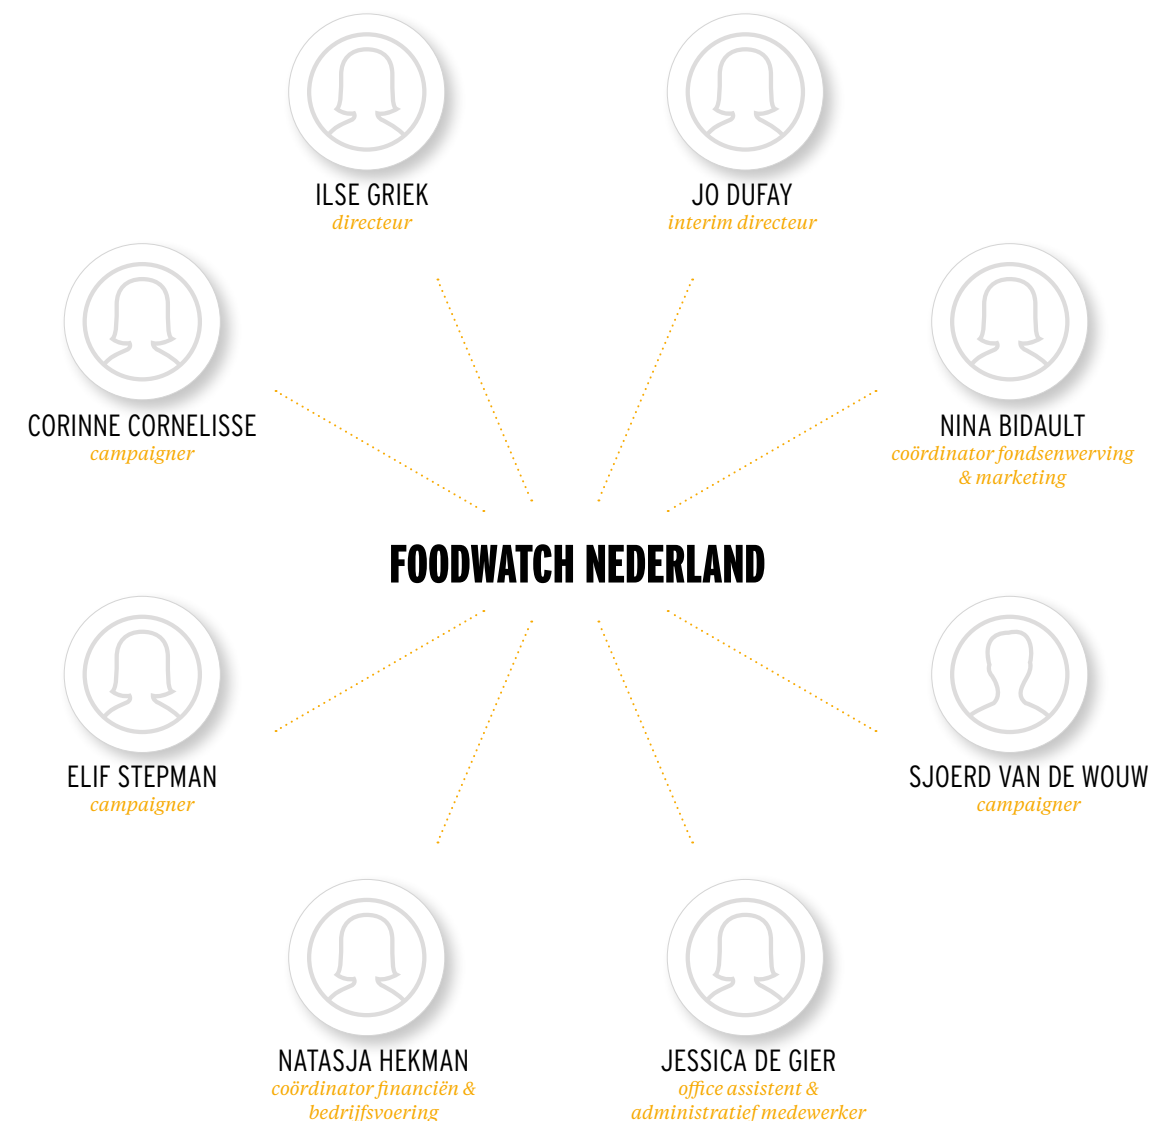 ILSE GRIEK
directeur
JO DUFAY
interim directeur
CORINNE CORNELISSE
campaigner
NINA BIDAULT
coördinator fondsenwerving
& marketing
FOODWATCH NEDERLAND
ELIF STEPMAN
campaigner
SJOERD VAN DE WOUW
campaigner
NATASJA HEKMAN
coördinator financiën &
bedrijfsvoering
JESSICA DE GIER
office assistent &
administratief medewerker